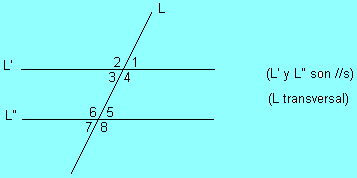 L
L' 2 1
3 4
(L' y L" son //s)
(L transversal)
L" 6 5
7 8